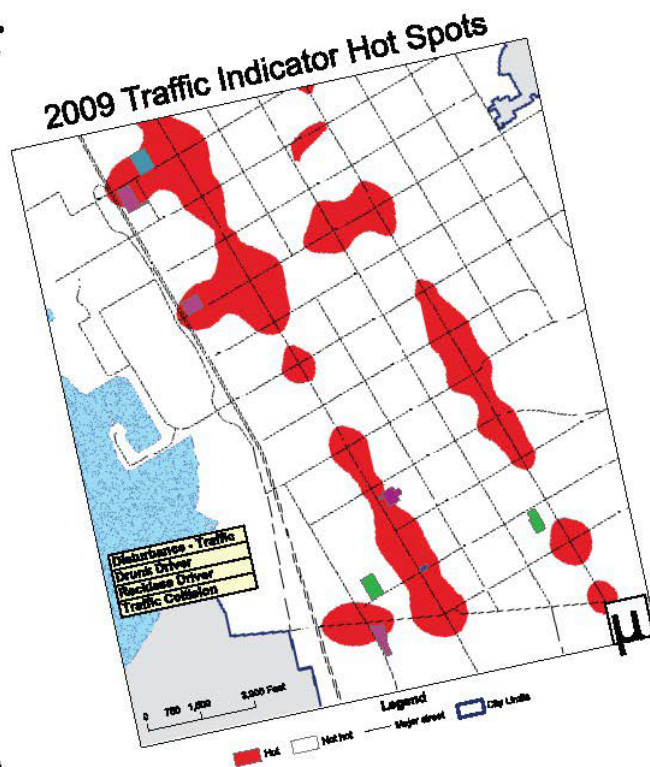 2009 Traffic Indicator Hot Spots
Disturbance - Traffic
Drunk Driver
Reckless Driver
Traffic Collision
µ
0 750 1,500 3,000 Feet
Legend
Hot Not hot Major street City Limits